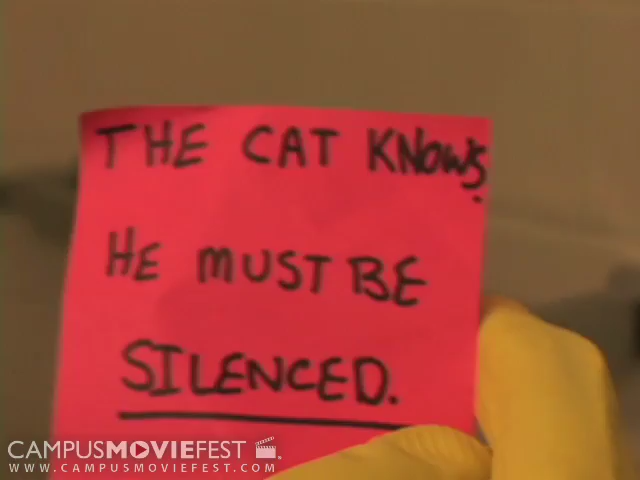 THE CAT KNOWS.
HE MUST BE
SILENCED.
CAMPUSMOVIEFEST
WWW.CAMPUSMOVIEFEST.COM